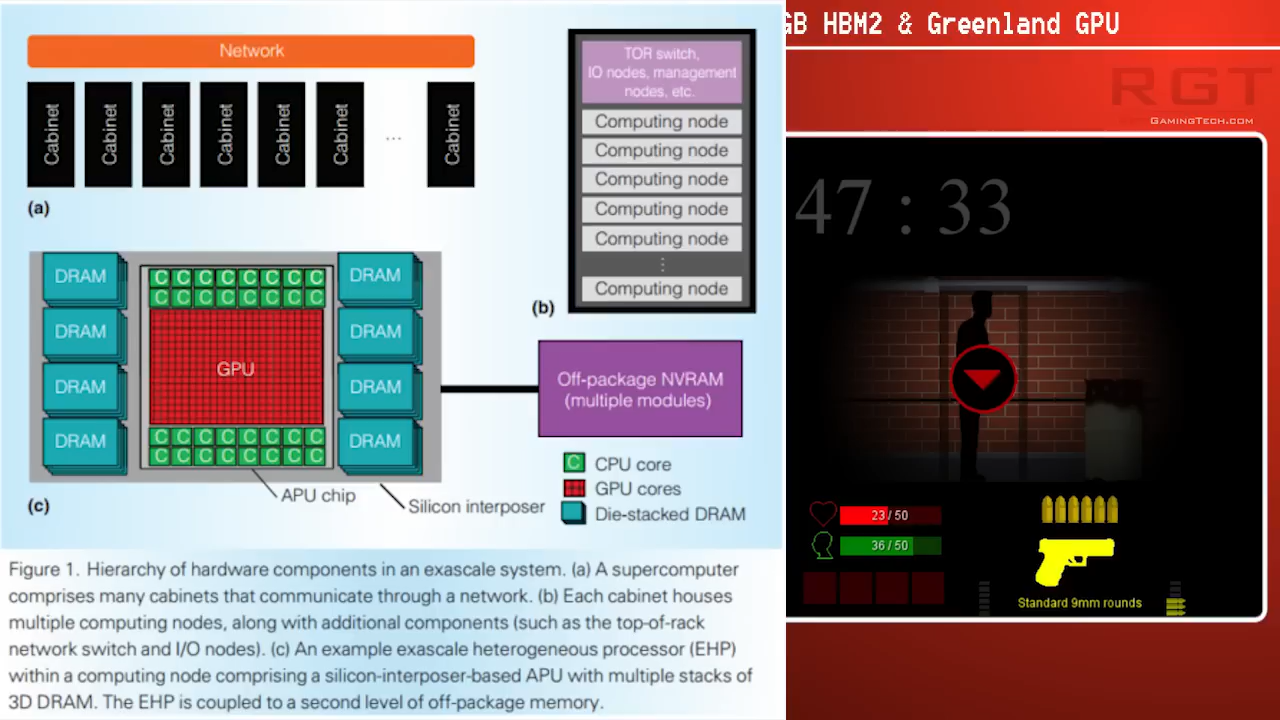 GB HBM2 & Greenland GPU
RGT
GAMINGTECH.COM
Network
Cabinet
Cabinet
Cabinet
Cabinet
Cabinet
Cabinet
...
Cabinet
(a)
TOR switch,
IO nodes, management
nodes, etc.
Computing node
Computing node
Computing node
Computing node
Computing node
Computing node
(b)
DRAM
DRAM
DRAM
DRAM
C C C C C C C C
C C C C C C C C
GPU
C C C C C C C C
C C C C C C C C
DRAM
DRAM
DRAM
DRAM
APU chip
Silicon interposer
(c)
Off-package NVRAM
(multiple modules)
C CPU core
GPU cores
Die-stacked DRAM
Figure 1. Hierarchy of hardware components in an exascale system. (a) A supercomputer
comprises many cabinets that communicate through a network. (b) Each cabinet houses
multiple computing nodes, along with additional components (such as the top-of-rack
network switch and I/O nodes). (c) An example exascale heterogeneous processor (EHP)
within a computing node comprising a silicon-interposer-based APU with multiple stacks of
3D DRAM. The EHP is coupled to a second level of off-package memory.
47 : 33
23 / 50
36 / 50
Standard 9mm rounds